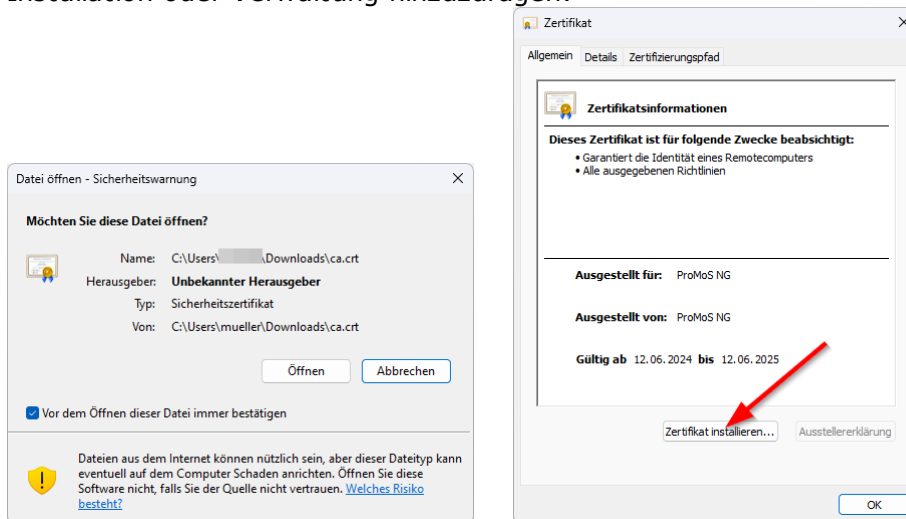 Installation oder Verwaltung hinzuzufügen.
Datei öffnen - Sicherheitswarnung
Möchten Sie diese Datei öffnen?
Name: C:\Users\ \Downloads\ca.crt
Herausgeber: Unbekannter Herausgeber
Typ: Sicherheitszertifikat
Von: C:\Users\mueller\Downloads\ca.crt
Öffnen Abbrechen
Vor dem Öffnen dieser Datei immer bestätigen
Dateien aus dem Internet können nützlich sein, aber dieser Dateityp kann
eventuell auf dem Computer Schaden anrichten. Öffnen Sie diese
Software nicht, falls Sie der Quelle nicht vertrauen. Welches Risiko
besteht?
Zertifikat
Allgemein Details Zertifizierungspfad
Zertifikatsinformationen
Dieses Zertifikat ist für folgende Zwecke beabsichtigt:
• Garantiert die Identität eines Remotecomputers
• Alle ausgegebenen Richtlinien
Ausgestellt für: ProMoS NG
Ausgestellt von: ProMoS NG
Gültig ab 12.06.2024 bis 12.06.2025
Zertifikat installieren... Ausstellererklärung
OK